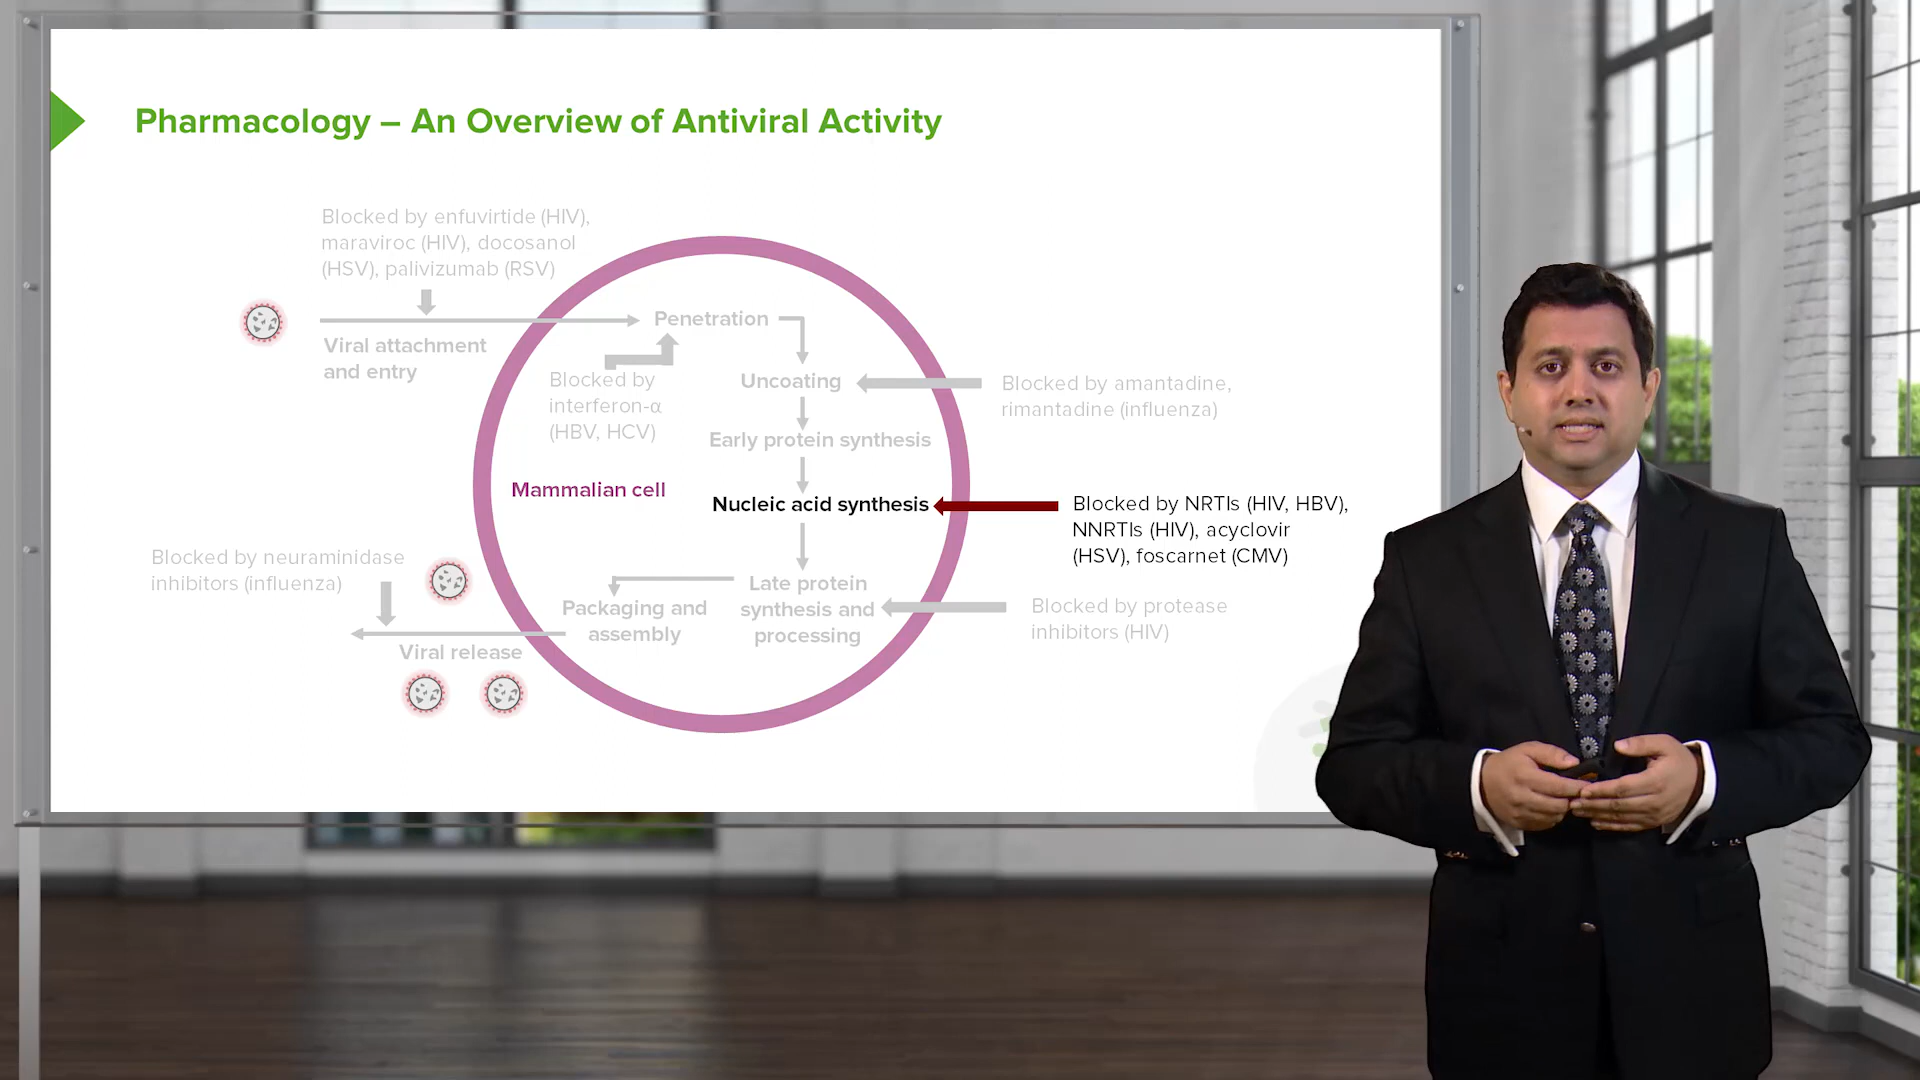 Pharmacology – An Overview of Antiviral Activity
Blocked by enfuvirtide (HIV),
maraviroc (HIV), docosanol
(HSV), palivizumab (RSV)
Viral attachment
and entry
Penetration
Blocked by
interferon-α
(HBV, HCV)
Uncoating
Blocked by amantadine,
rimantadine (influenza)
Early protein synthesis
Mammalian cell
Nucleic acid synthesis
Blocked by NRTIs (HIV, HBV),
NNRTIs (HIV), acyclovir
(HSV), foscarnet (CMV)
Blocked by neuraminidase
inhibitors (influenza)
Packaging and
assembly
Late protein
synthesis and
processing
Blocked by protease
inhibitors (HIV)
Viral release